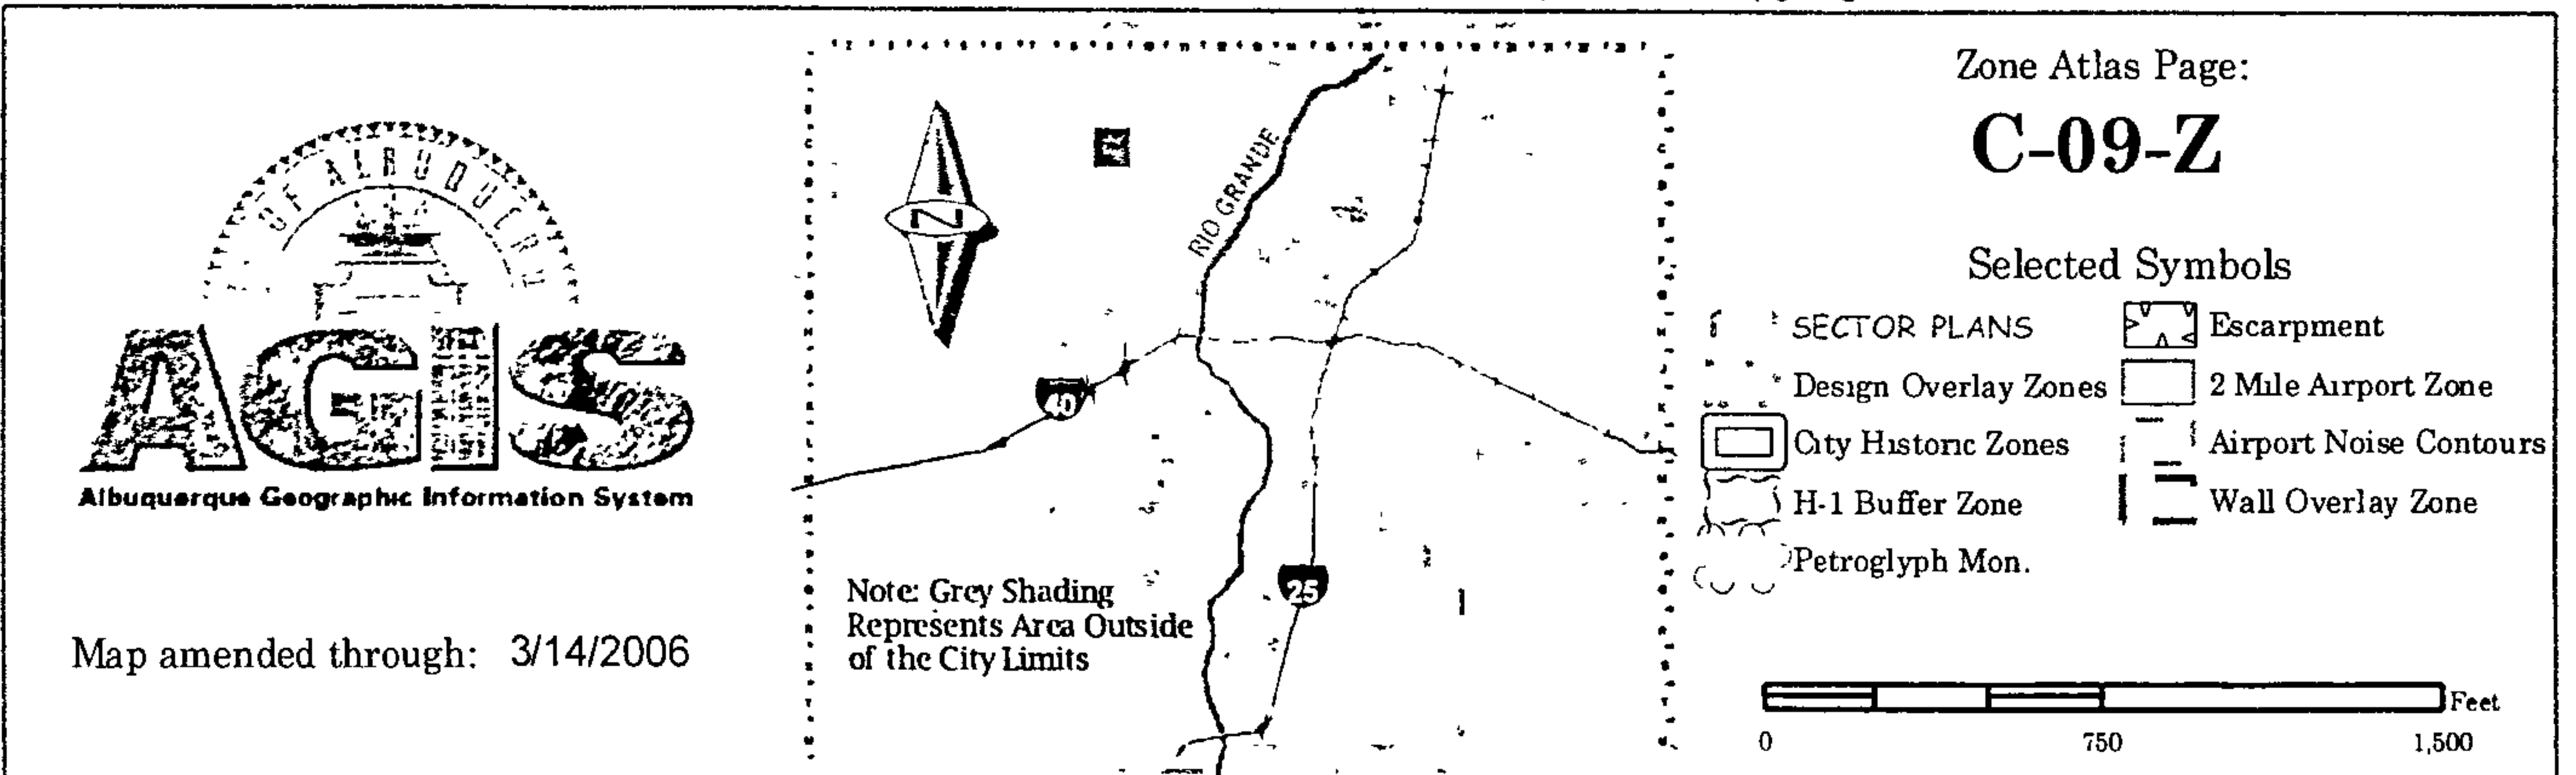 OF ALBUQUERQUE
AGIS
Albuquerque Geographic Information System
Map amended through: 3/14/2006
N
RIO GRANDE
40
25
Note: Grey Shading
Represents Area Outside
of the City Limits
Zone Atlas Page:
C-09-Z
Selected Symbols
SECTOR PLANS
Design Overlay Zones
City Historic Zones
H-1 Buffer Zone
Petroglyph Mon.
Escarpment
2 Mile Airport Zone
Airport Noise Contours
Wall Overlay Zone
Feet
0 750 1,500